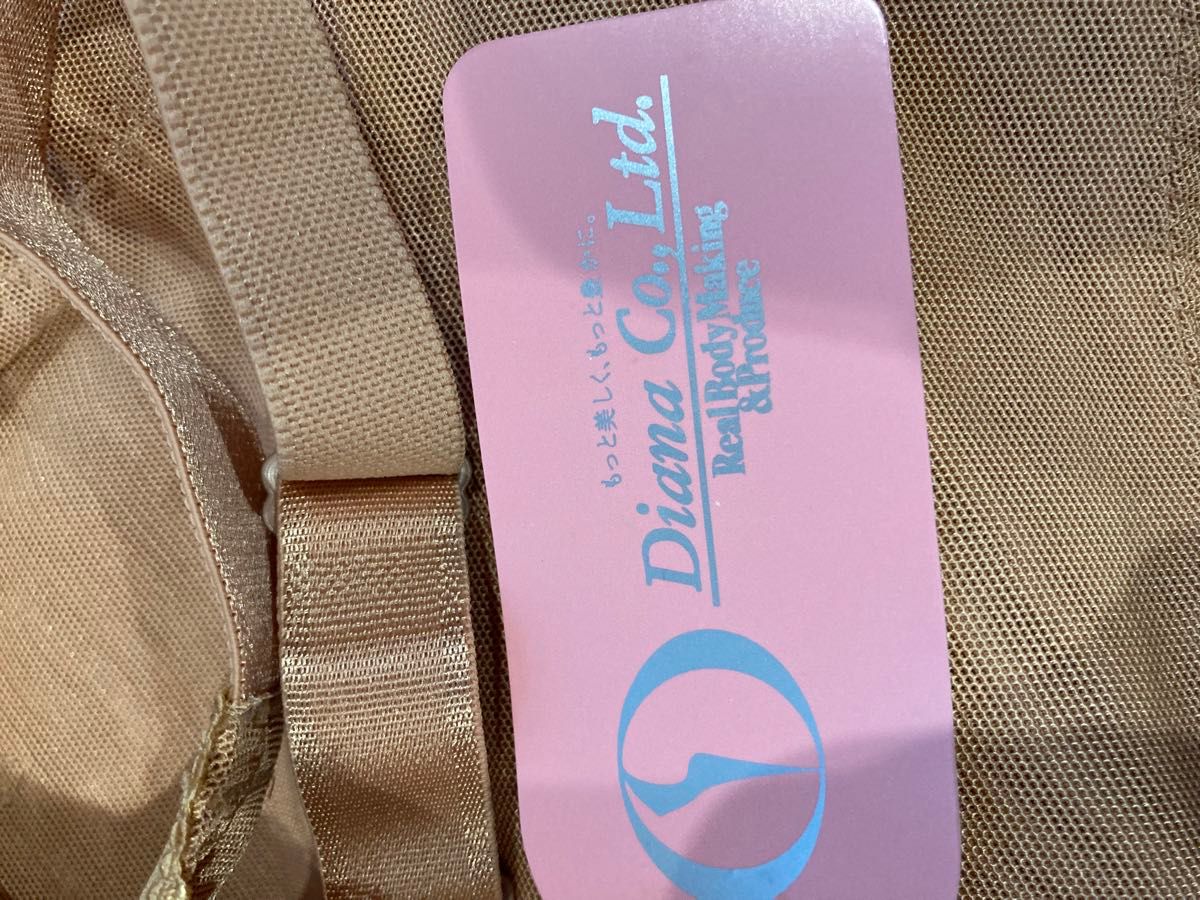 もっと美しく、もっと豊かに。
Diana Co., Ltd.
Real Body Making
& Produce